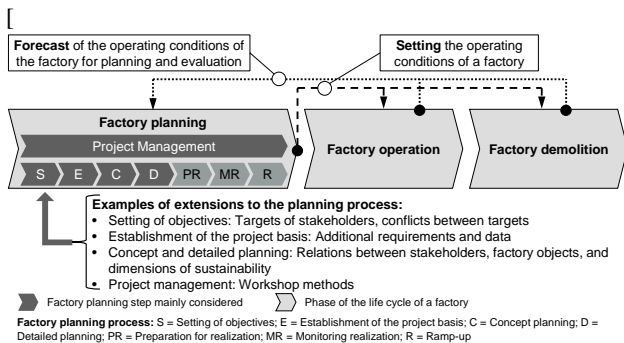 [
Forecast of the operating conditions of
the factory for planning and evaluation
Setting the operating
conditions of a factory
Factory planning
Project Management
S E C D PR MR R
Factory operation
Factory demolition
Examples of extensions to the planning process:
• Setting of objectives: Targets of stakeholders, conflicts between targets
• Establishment of the project basis: Additional requirements and data
• Concept and detailed planning: Relations between stakeholders, factory objects, and
dimensions of sustainability
• Project management: Workshop methods
Factory planning step mainly considered
Phase of the life cycle of a factory
Factory planning process: S = Setting of objectives; E = Establishment of the project basis; C = Concept planning; D =
Detailed planning; PR = Preparation for realization; MR = Monitoring realization; R = Ramp-up